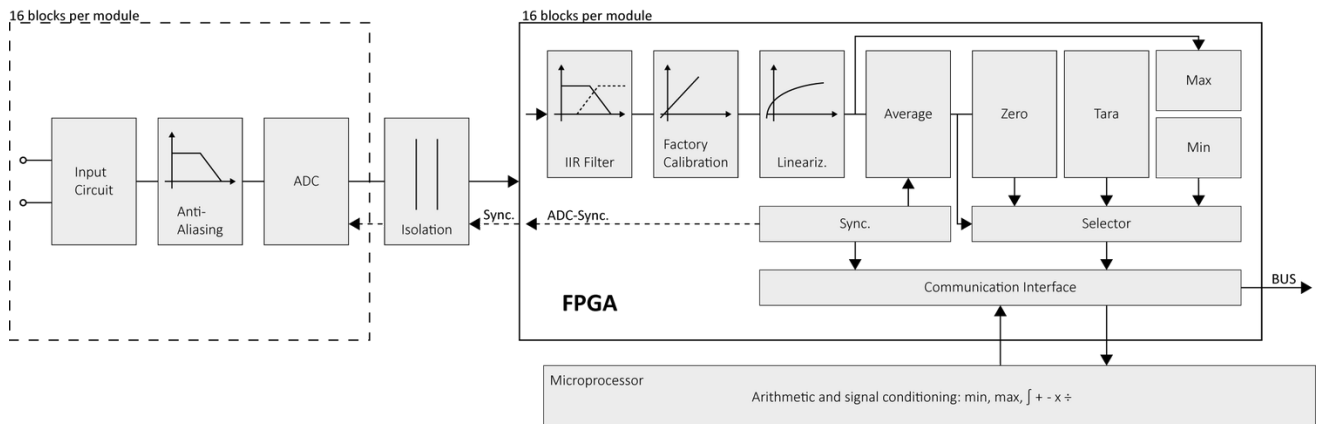 16 blocks per module
16 blocks per module
Input
Circuit
Anti-
Aliasing
ADC
Isolation
Sync.
ADC-Sync.
IIR Filter
Factory
Calibration
Lineariz.
Average
Zero
Tara
Max
Min
Sync.
Selector
Communication Interface
BUS
FPGA
Microprocessor
Arithmetic and signal conditioning: min, max, ∫ + - x ÷